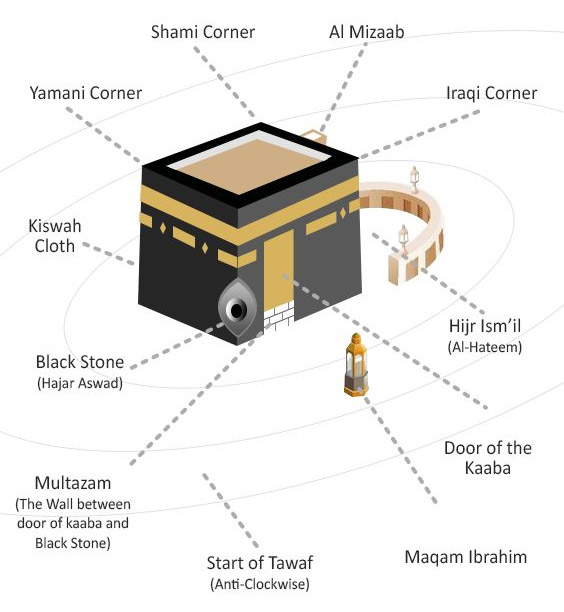 Shami Corner
Al Mizaab
Yamani Corner
Iraqi Corner
Kiswah
Cloth
Hijr Ism'il
(Al-Hateem)
Black Stone
(Hajar Aswad)
Door of the
Kaaba
Multazam
(The Wall between
door of kaaba and
Black Stone)
Start of Tawaf
(Anti-Clockwise)
Maqam Ibrahim